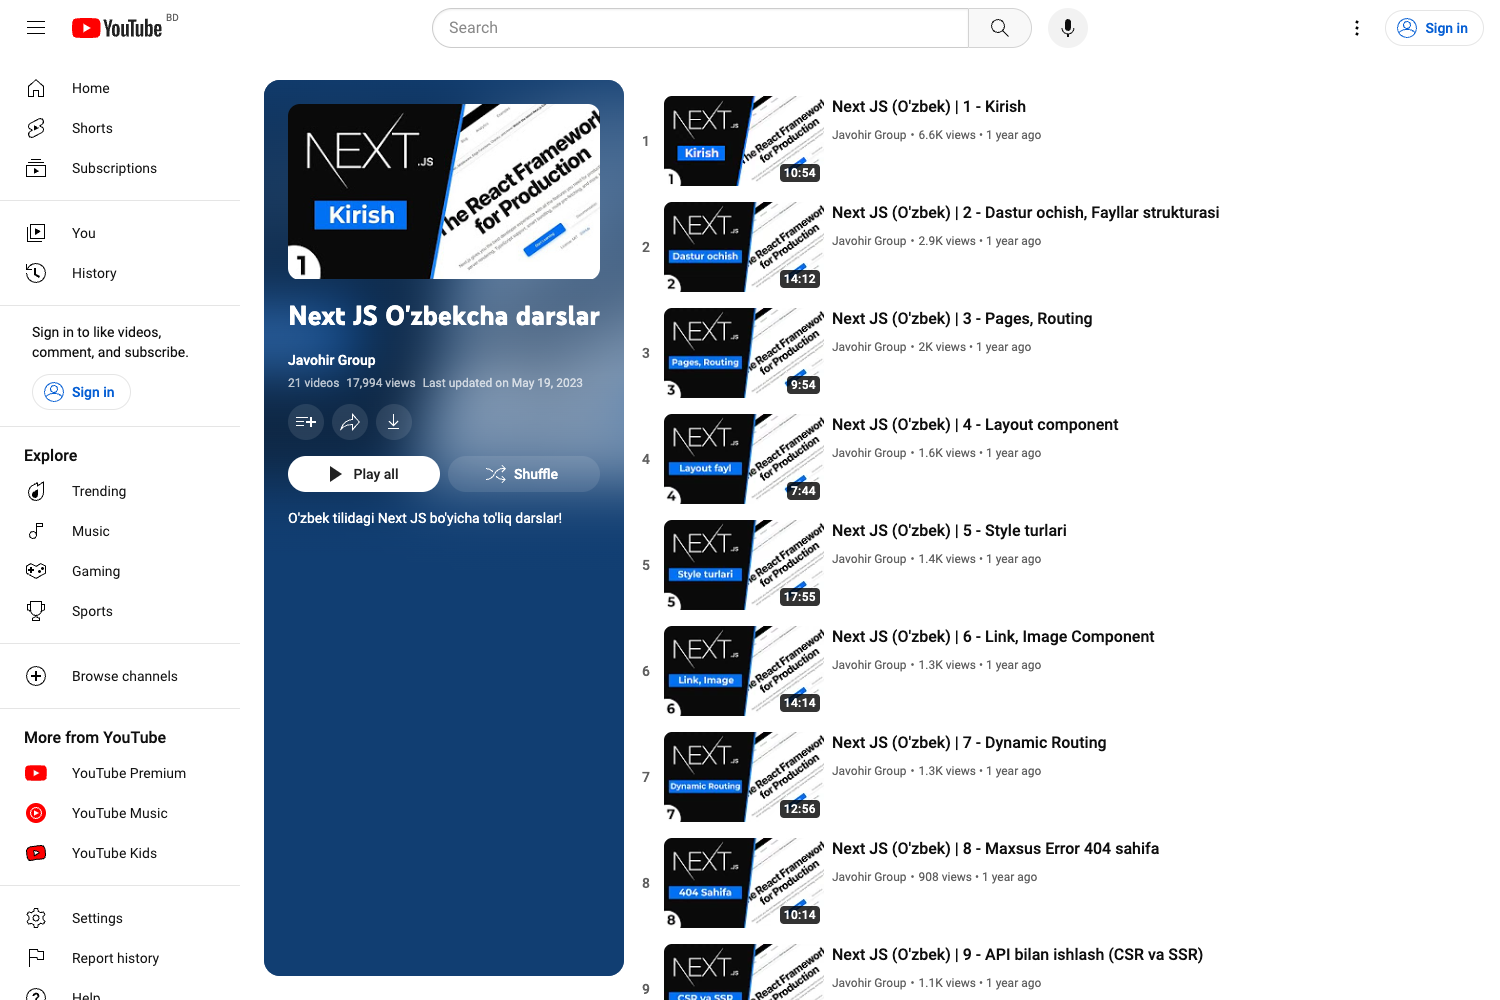 YouTube BD
Search
Sign in
Home
Shorts
Subscriptions
You
History
Sign in to like videos,
comment, and subscribe.
Sign in
Explore
Trending
Music
Gaming
Sports
Browse channels
More from YouTube
YouTube Premium
YouTube Music
YouTube Kids
Settings
Report history
Help
NEXT.JS
Kirish
1
The React Framework
for Production
Next JS O'zbekcha darslar
Javohir Group
21 videos 17,994 views Last updated on May 19, 2023
Play all
Shuffle
O'zbek tilidagi Next JS bo'yicha to'liq darslar!
1
NEXT.JS
Kirish
1
The React Framework
for Production
10:54
Next JS (O'zbek) | 1 - Kirish
Javohir Group • 6.6K views • 1 year ago
2
NEXT.JS
Dastur ochish
2
The React Framework
for Production
14:12
Next JS (O'zbek) | 2 - Dastur ochish, Fayllar strukturasi
Javohir Group • 2.9K views • 1 year ago
3
NEXT.JS
Pages, Routing
3
The React Framework
for Production
9:54
Next JS (O'zbek) | 3 - Pages, Routing
Javohir Group • 2K views • 1 year ago
4
NEXT.JS
Layout fayl
4
The React Framework
for Production
7:44
Next JS (O'zbek) | 4 - Layout component
Javohir Group • 1.6K views • 1 year ago
5
NEXT.JS
Style turlari
5
The React Framework
for Production
17:55
Next JS (O'zbek) | 5 - Style turlari
Javohir Group • 1.4K views • 1 year ago
6
NEXT.JS
Link, Image
6
The React Framework
for Production
14:14
Next JS (O'zbek) | 6 - Link, Image Component
Javohir Group • 1.3K views • 1 year ago
7
NEXT.JS
Dynamic Routing
7
The React Framework
for Production
12:56
Next JS (O'zbek) | 7 - Dynamic Routing
Javohir Group • 1.3K views • 1 year ago
8
NEXT.JS
404 Sahifa
8
The React Framework
for Production
10:14
Next JS (O'zbek) | 8 - Maxsus Error 404 sahifa
Javohir Group • 908 views • 1 year ago
9
NEXT.JS
CSR va SSR
The React Framework
for Production
Next JS (O'zbek) | 9 - API bilan ishlash (CSR va SSR)
Javohir Group • 1.1K views • 1 year ago